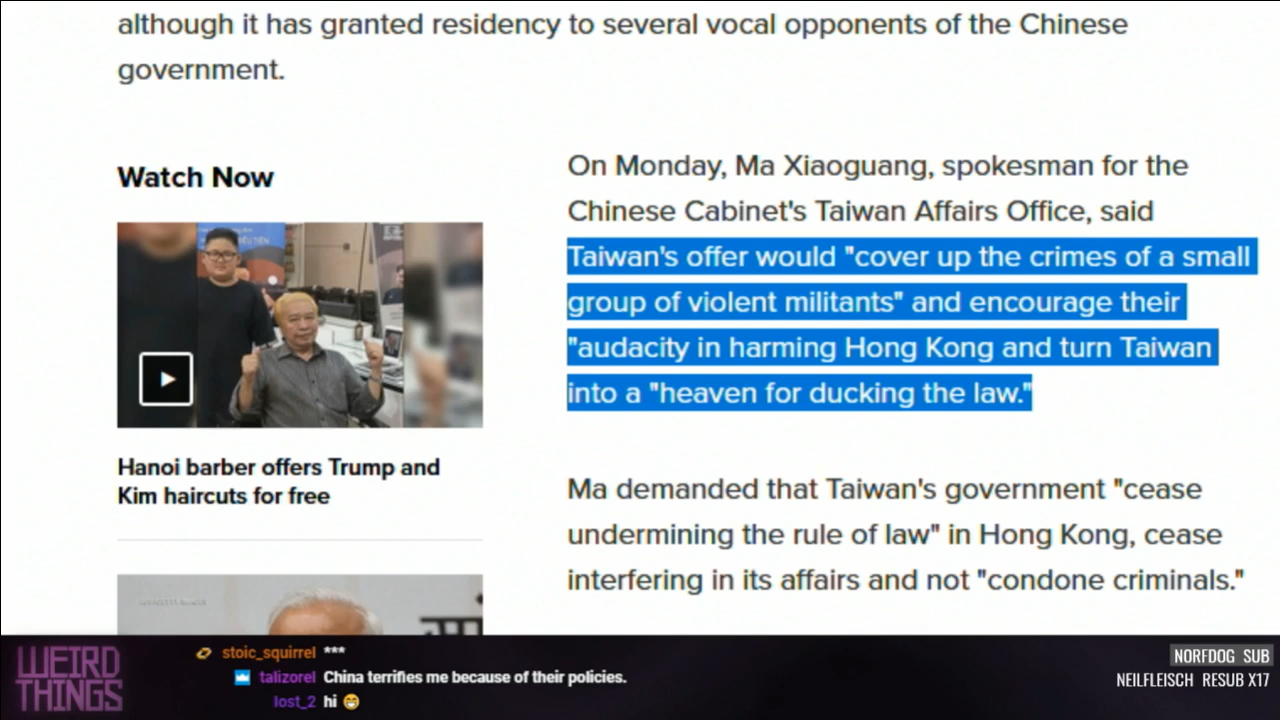 although it has granted residency to several vocal opponents of the Chinese
government.
Watch Now
Hanoi barber offers Trump and
Kim haircuts for free
On Monday, Ma Xiaoguang, spokesman for the
Chinese Cabinet's Taiwan Affairs Office, said
Taiwan's offer would "cover up the crimes of a small
group of violent militants" and encourage their
"audacity in harming Hong Kong and turn Taiwan
into a "heaven for ducking the law."
Ma demanded that Taiwan's government "cease
undermining the rule of law" in Hong Kong, cease
interfering in its affairs and not "condone criminals."
WEIRD
THINGS
stoic_squirrel ***
talizorel China terrifies me because of their policies.
lost_2 hi 😁
NORFDOG SUB
NEILFLEISCH RESUB X17